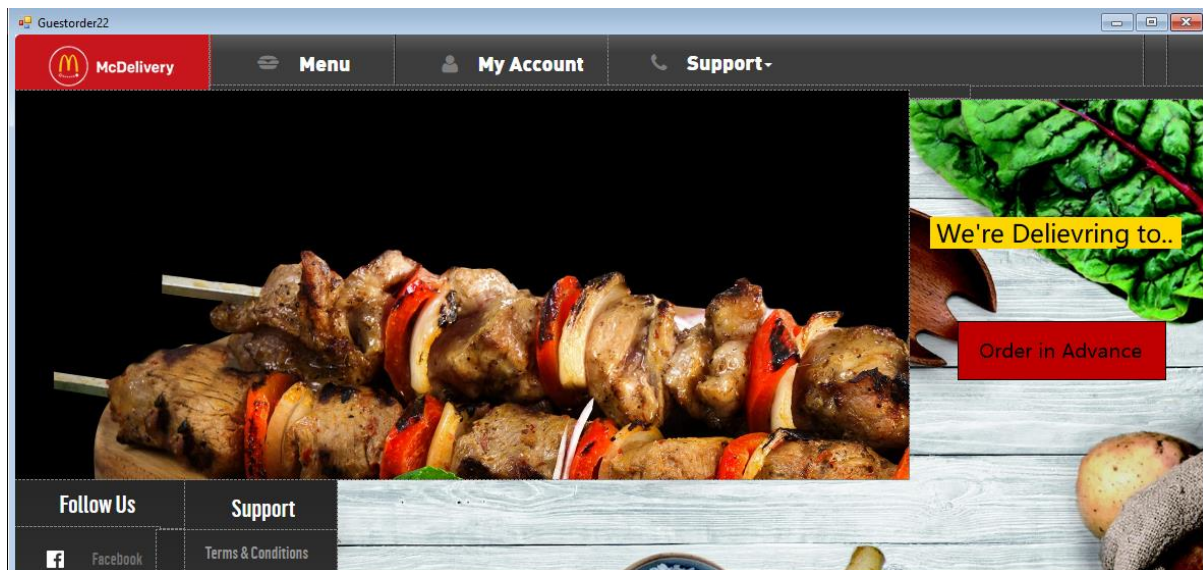 Guestorder22
McDelivery
Menu
My Account
Support
We're Delievring to..
Order in Advance
Follow Us
Support
Facebook
Terms & Conditions